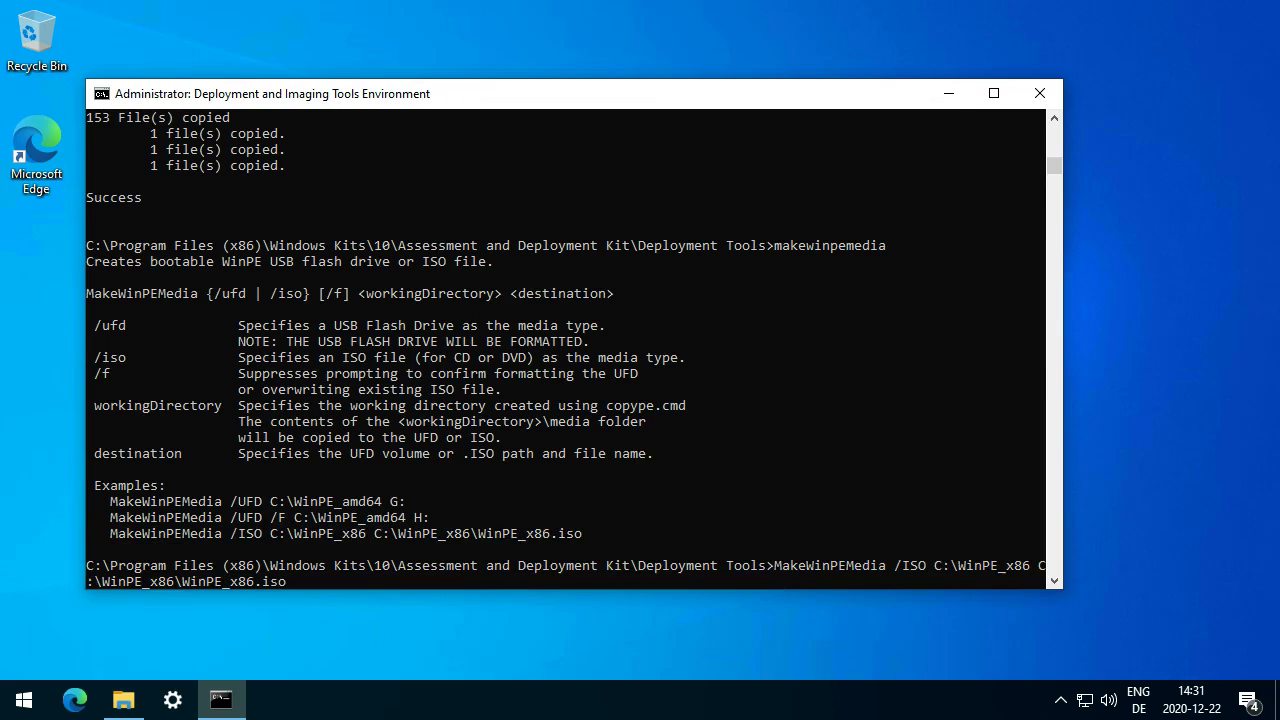 Recycle Bin
Microsoft
Edge
Administrator: Deployment and Imaging Tools Environment
153 File(s) copied
1 file(s) copied.
1 file(s) copied.
1 file(s) copied.
Success
C:\Program Files (x86)\Windows Kits\10\Assessment and Deployment Kit\Deployment Tools>makewinpemedia
Creates bootable WinPE USB flash drive or ISO file.
MakeWinPEMedia {/ufd | /iso} [/f] <workingDirectory> <destination>
/ufd Specifies a USB Flash Drive as the media type.
NOTE: THE USB FLASH DRIVE WILL BE FORMATTED.
/iso Specifies an ISO file (for CD or DVD) as the media type.
/f Suppresses prompting to confirm formatting the UFD
or overwriting existing ISO file.
workingDirectory Specifies the working directory created using copype.cmd
The contents of the <workingDirectory>\media folder
will be copied to the UFD or ISO.
destination Specifies the UFD volume or .ISO path and file name.
Examples:
MakeWinPEMedia /UFD C:\WinPE_amd64 G:
MakeWinPEMedia /UFD /F C:\WinPE_amd64 H:
MakeWinPEMedia /ISO C:\WinPE_x86 C:\WinPE_x86\WinPE_x86.iso
C:\Program Files (x86)\Windows Kits\10\Assessment and Deployment Kit\Deployment Tools>MakeWinPEMedia /ISO C:\WinPE_x86 C
:\WinPE_x86\WinPE_x86.iso
ENG
DE
14:31
2020-12-22
4